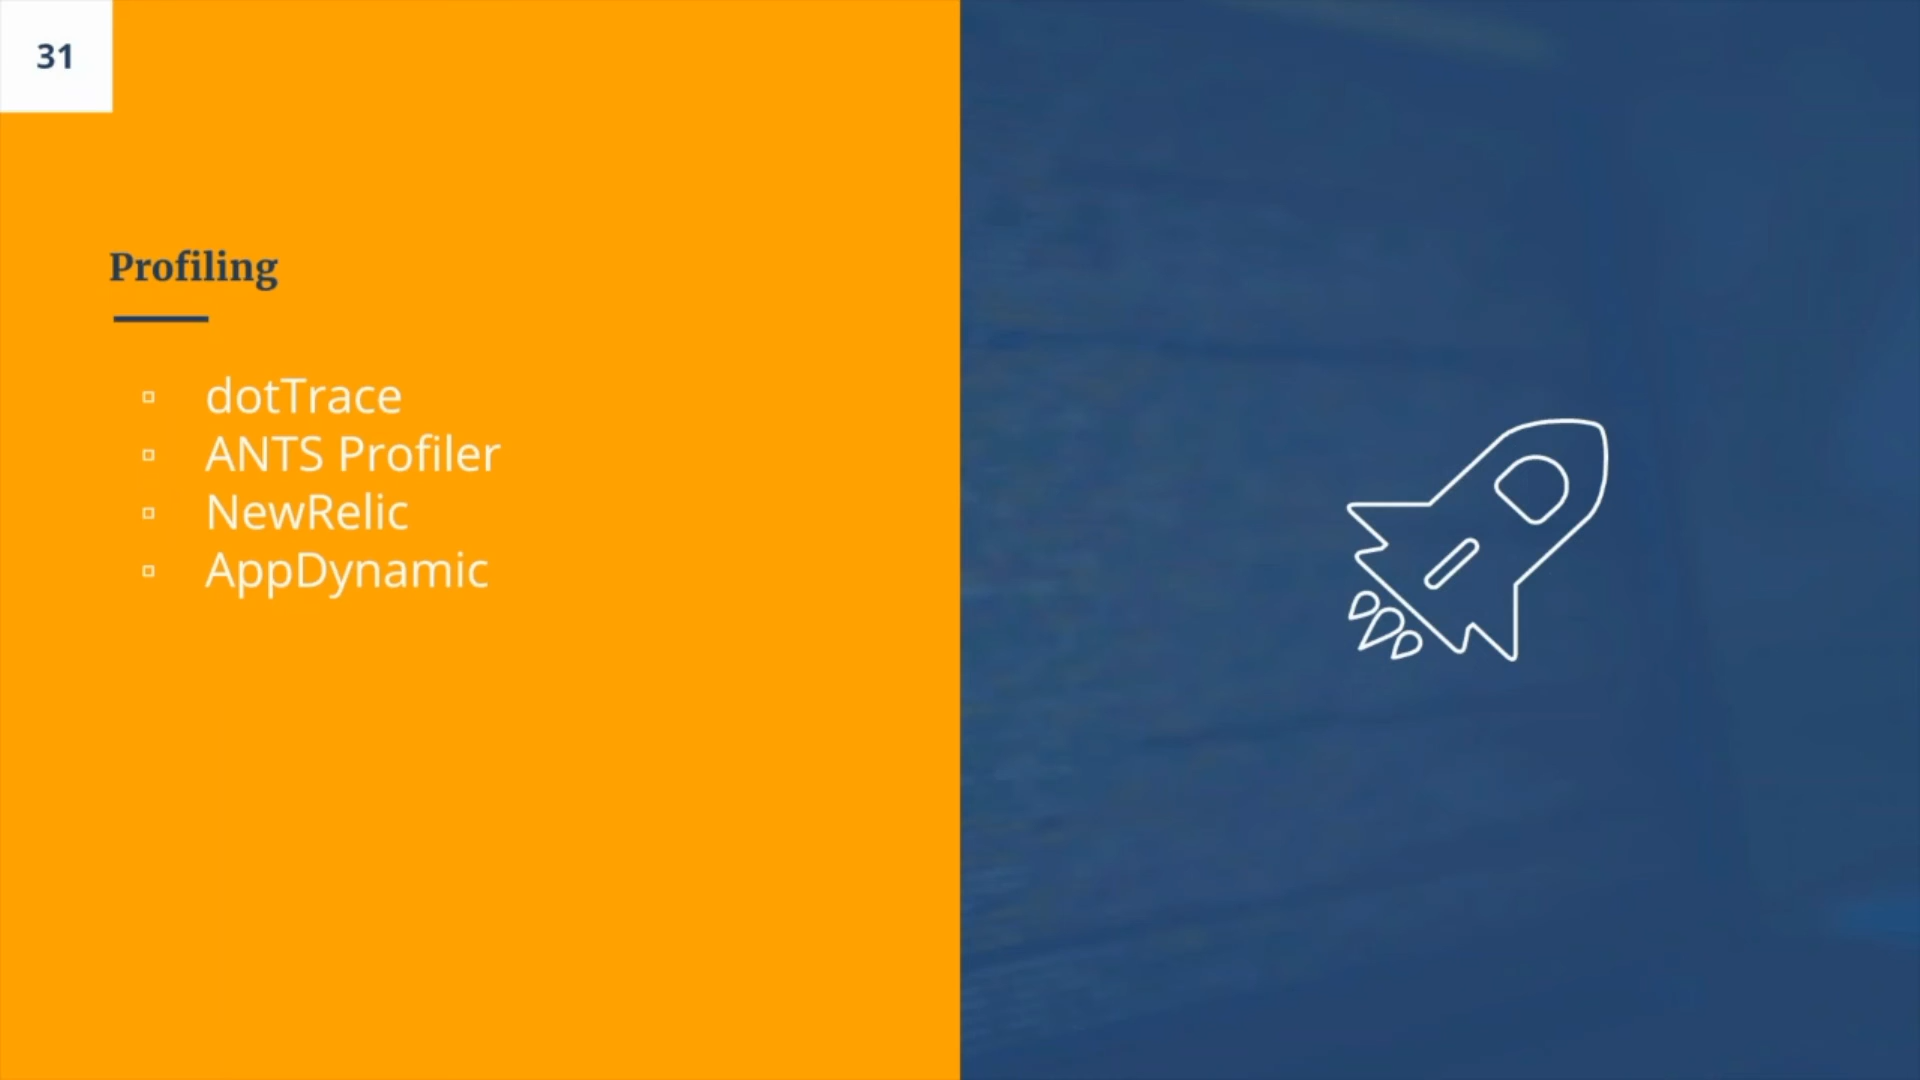 31
Profiling
dotTrace
ANTS Profiler
NewRelic
AppDynamic